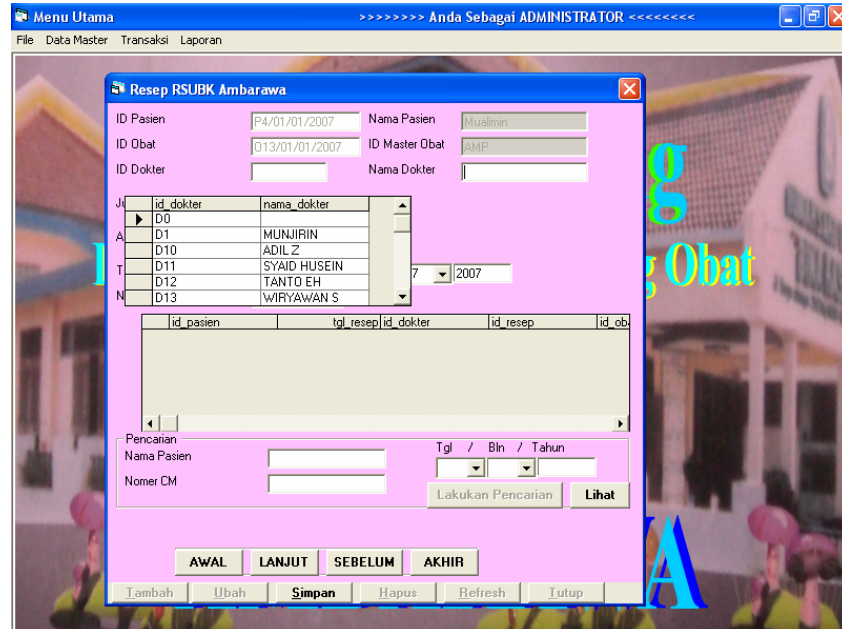 Menu Utama >>>>>>>> Anda Sebagai ADMINISTRATOR <<<<<<<<
File Data Master Transaksi Laporan
Resep RSUBK Ambarawa
ID Pasien P4/01/01/2007 Nama Pasien Mualimin
ID Obat O13/01/01/2007 ID Master Obat AMP
ID Dokter Nama Dokter
id_dokter nama_dokter
D0
D1 MUNJIRIN
D10 ADIL Z
D11 SYAID HUSEIN
D12 TANTO EH
D13 WIRYAWAN S
7 2007
g
g Obat
id_pasien tgl_resep id_dokter id_resep id_oba
Pencarian
Nama Pasien
Nomer CM
Tgl / Bln / Tahun
Lakukan Pencarian Lihat
AWAL LANJUT SEBELUM AKHIR
Tambah Ubah Simpan Hapus Refresh Tutup
A